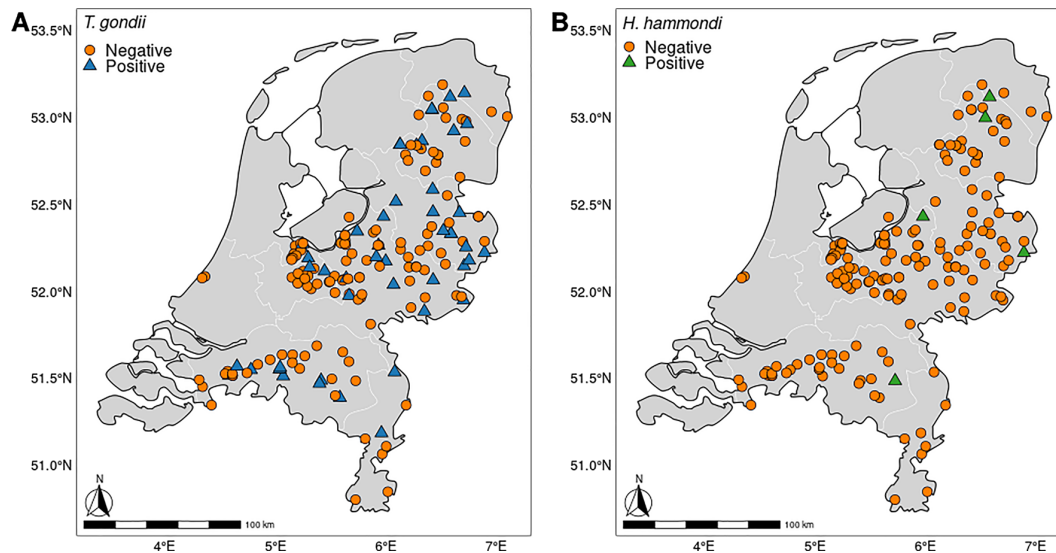 A
T. gondii
Negative
Positive
53.5°N
53.0°N
52.5°N
52.0°N
51.5°N
51.0°N
N
100 km
4°E 5°E 6°E 7°E
B
H. hammondi
Negative
Positive
53.5°N
53.0°N
52.5°N
52.0°N
51.5°N
51.0°N
N
100 km
4°E 5°E 6°E 7°E